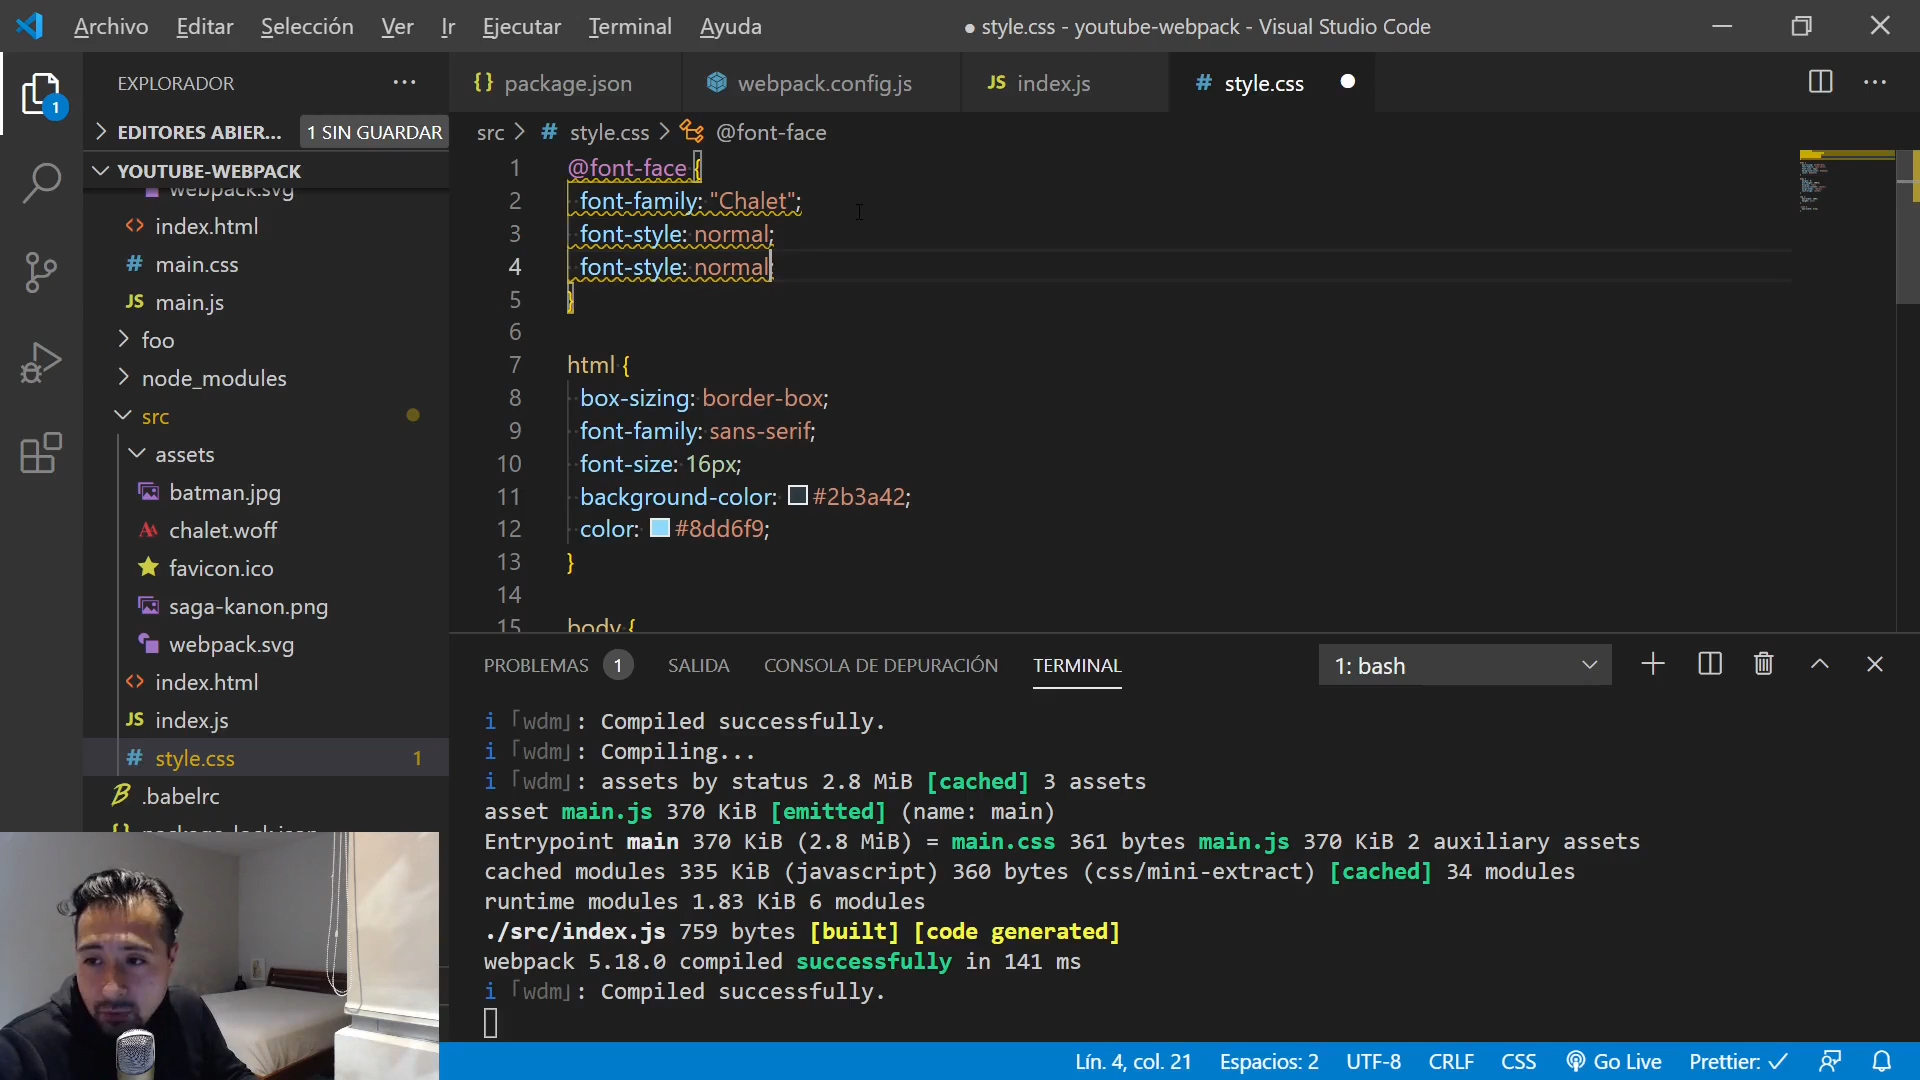 Archivo Editar Selección Ver Ir Ejecutar Terminal Ayuda ● style.css - youtube-webpack - Visual Studio Code
EXPLORADOR ···
EDITORES ABIER... 1 SIN GUARDAR
YOUTUBE-WEBPACK
webpack.svg
index.html
main.css
main.js
foo
node_modules
src
assets
batman.jpg
chalet.woff
favicon.ico
saga-kanon.png
webpack.svg
index.html
index.js
style.css 1
.babelrc
package-lock.json
1
{} package.json webpack.config.js JS index.js # style.css ●
src > # style.css > @font-face
1 @font-face {
2 font-family: "Chalet";
3 font-style: normal;
4 font-style: normal;
5 }
6
7 html {
8 box-sizing: border-box;
9 font-family: sans-serif;
10 font-size: 16px;
11 background-color: #2b3a42;
12 color: #8dd6f9;
13 }
14
15 body {
PROBLEMAS 1 SALIDA CONSOLA DE DEPURACIÓN TERMINAL 1: bash
i ｢wdm｣: Compiled successfully.
i ｢wdm｣: Compiling...
i ｢wdm｣: assets by status 2.8 MiB [cached] 3 assets
asset main.js 370 KiB [emitted] (name: main)
Entrypoint main 370 KiB (2.8 MiB) = main.css 361 bytes main.js 370 KiB 2 auxiliary assets
cached modules 335 KiB (javascript) 360 bytes (css/mini-extract) [cached] 34 modules
runtime modules 1.83 KiB 6 modules
./src/index.js 759 bytes [built] [code generated]
webpack 5.18.0 compiled successfully in 141 ms
i ｢wdm｣: Compiled successfully.
Lín. 4, col. 21 Espacios: 2 UTF-8 CRLF CSS Go Live Prettier: ✓